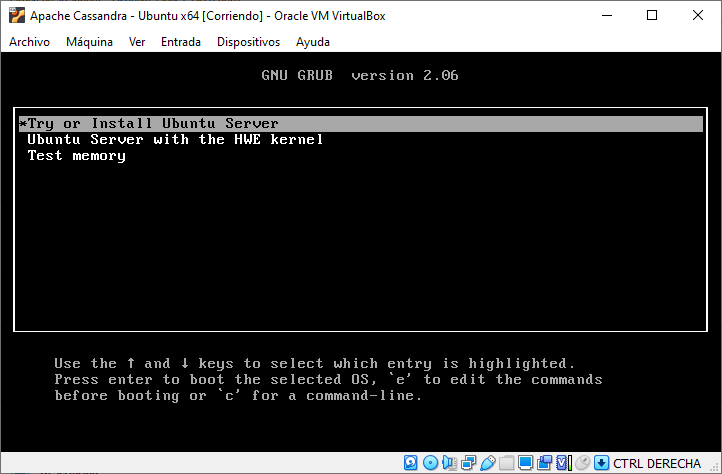 Apache Cassandra - Ubuntu x64 [Corriendo] - Oracle VM VirtualBox
Archivo Máquina Ver Entrada Dispositivos Ayuda
GNU GRUB version 2.06
*Try or Install Ubuntu Server
Ubuntu Server with the HWE kernel
Test memory
Use the ↑ and ↓ keys to select which entry is highlighted.
Press enter to boot the selected OS, `e' to edit the commands
before booting or `c' for a command-line.
CTRL DERECHA